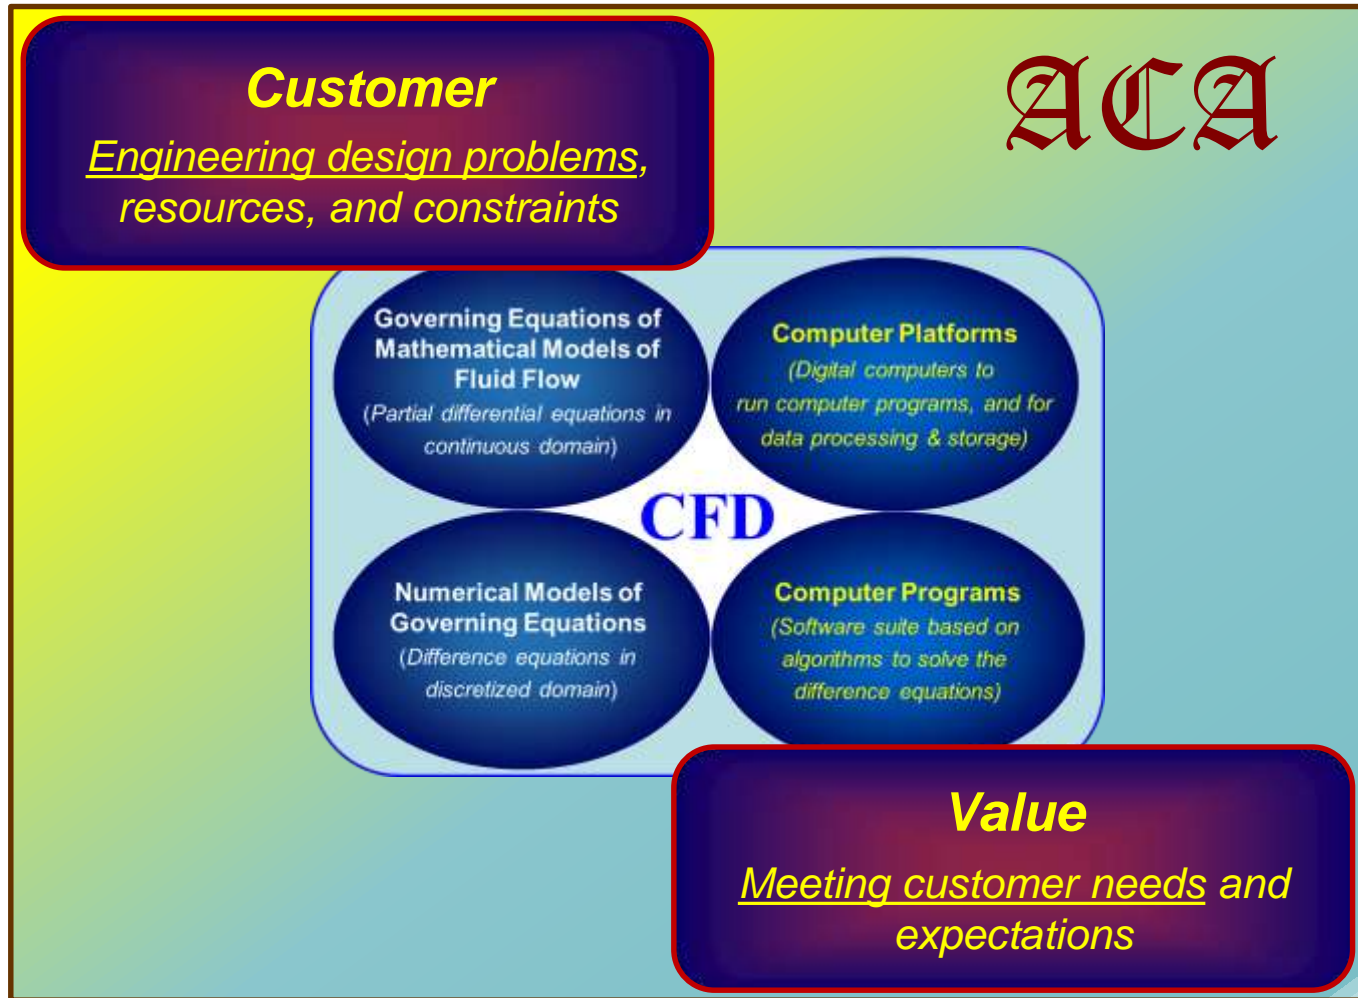 Customer
Engineering design problems,
resources, and constraints
ACA
Governing Equations of
Mathematical Models of
Fluid Flow
(Partial differential equations in
continuous domain)
Computer Platforms
(Digital computers to
run computer programs, and for
data processing & storage)
CFD
Numerical Models of
Governing Equations
(Difference equations in
discretized domain)
Computer Programs
(Software suite based on
algorithms to solve the
difference equations)
Value
Meeting customer needs and
expectations